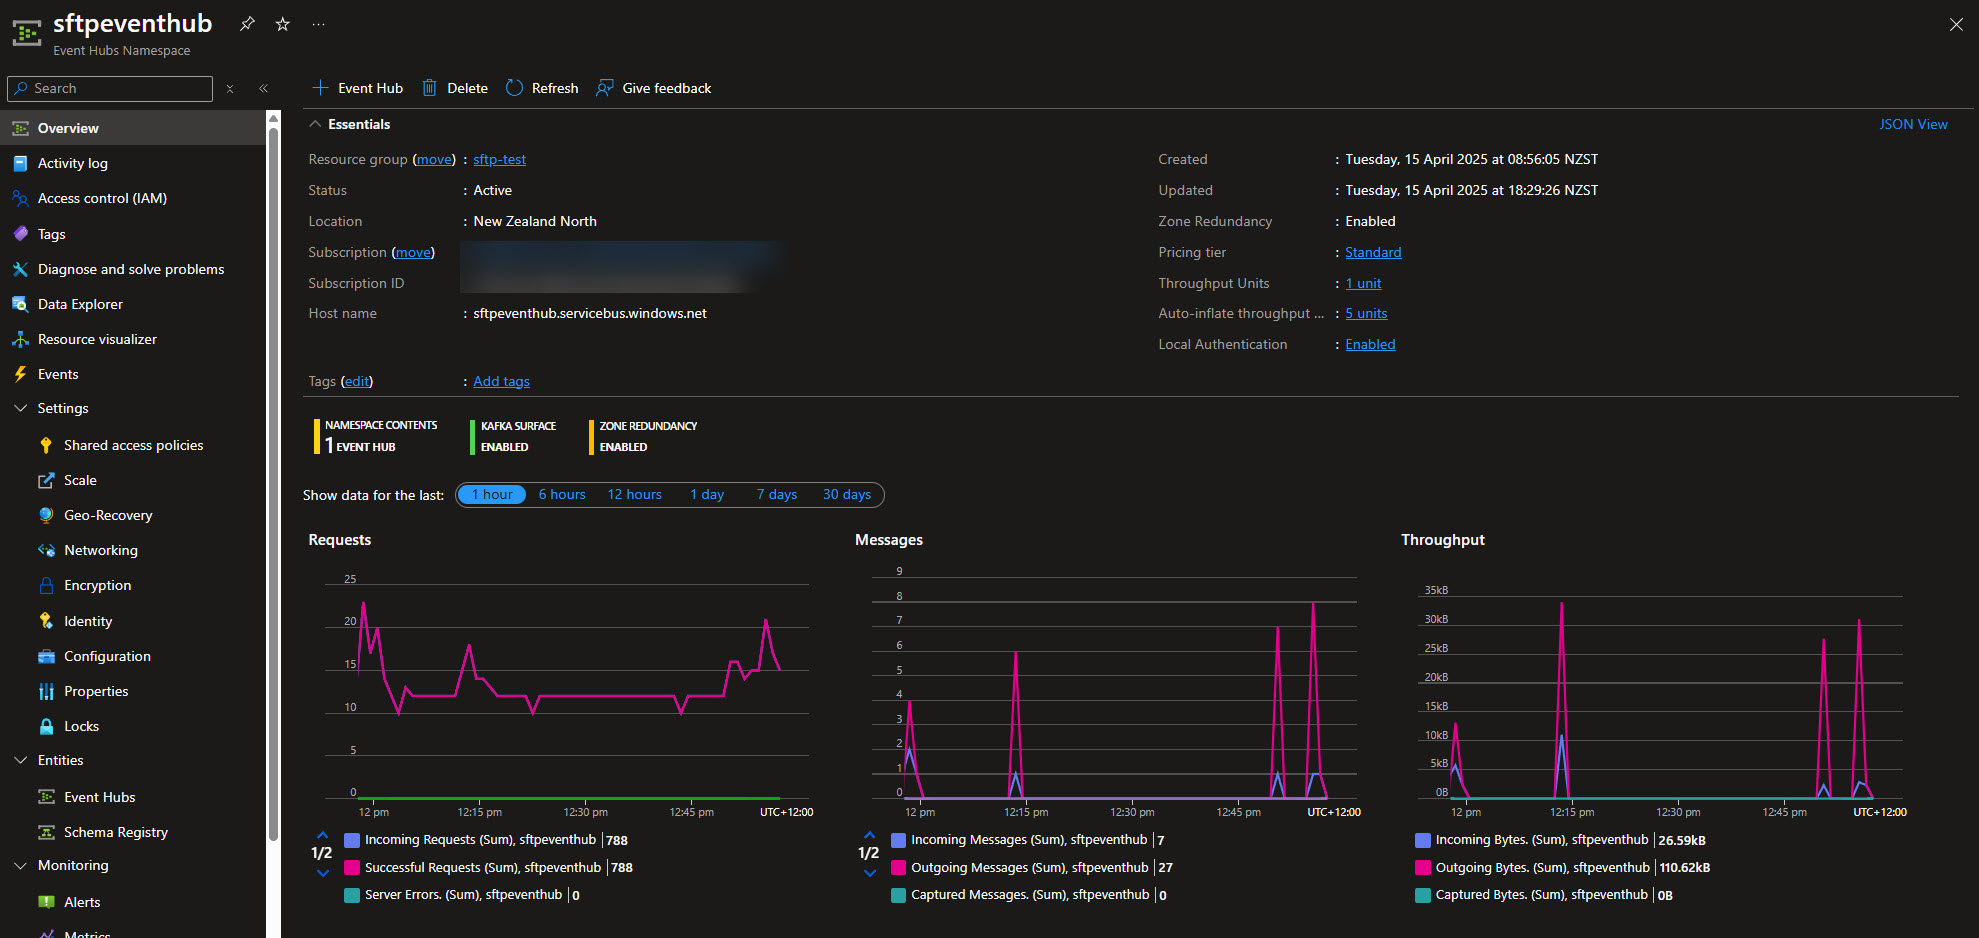 sftpeventhub
Event Hubs Namespace
Search
Event Hub
Delete
Refresh
Give feedback
Overview
Activity log
Access control (IAM)
Tags
Diagnose and solve problems
Data Explorer
Resource visualizer
Events
Settings
Shared access policies
Scale
Geo-Recovery
Networking
Encryption
Identity
Configuration
Properties
Locks
Entities
Event Hubs
Schema Registry
Monitoring
Alerts
Metrics
Essentials
JSON View
Resource group (move) : sftp-test
Status : Active
Location : New Zealand North
Subscription (move)
Subscription ID
Host name : sftpeventhub.servicebus.windows.net
Tags (edit) : Add tags
Created : Tuesday, 15 April 2025 at 08:56:05 NZST
Updated : Tuesday, 15 April 2025 at 18:29:26 NZST
Zone Redundancy : Enabled
Pricing tier : Standard
Throughput Units : 1 unit
Auto-inflate throughput ... : 5 units
Local Authentication : Enabled
NAMESPACE CONTENTS
1 EVENT HUB
KAFKA SURFACE
ENABLED
ZONE REDUNDANCY
ENABLED
Show data for the last: 1 hour 6 hours 12 hours 1 day 7 days 30 days
Requests
25
20
15
10
5
0
12 pm 12:15 pm 12:30 pm 12:45 pm UTC+12:00
1/2
Incoming Requests (Sum), sftpeventhub | 788
Successful Requests (Sum), sftpeventhub | 788
Server Errors. (Sum), sftpeventhub | 0
Messages
9
8
7
6
5
4
3
2
1
0
12 pm 12:15 pm 12:30 pm 12:45 pm UTC+12:00
1/2
Incoming Messages (Sum), sftpeventhub | 7
Outgoing Messages (Sum), sftpeventhub | 27
Captured Messages. (Sum), sftpeventhub | 0
Throughput
35kB
30kB
25kB
20kB
15kB
10kB
5kB
0B
12 pm 12:15 pm 12:30 pm 12:45 pm UTC+12:00
Incoming Bytes. (Sum), sftpeventhub | 26.59kB
Outgoing Bytes. (Sum), sftpeventhub | 110.62kB
Captured Bytes. (Sum), sftpeventhub | 0B